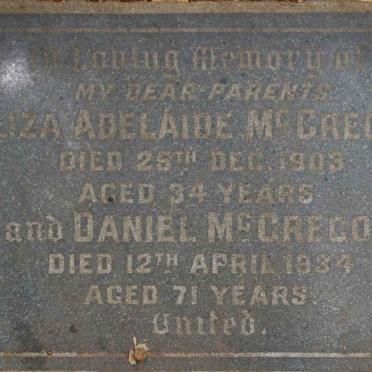 In Loving Memory of
MY DEAR PARENTS
LIZA ADELAIDE MCGREG
DIED 25TH DEC. 1903
AGED 34 YEARS
and DANIEL MCGREGO
DIED 12TH APRIL 1934
AGED 71 YEARS.
United.